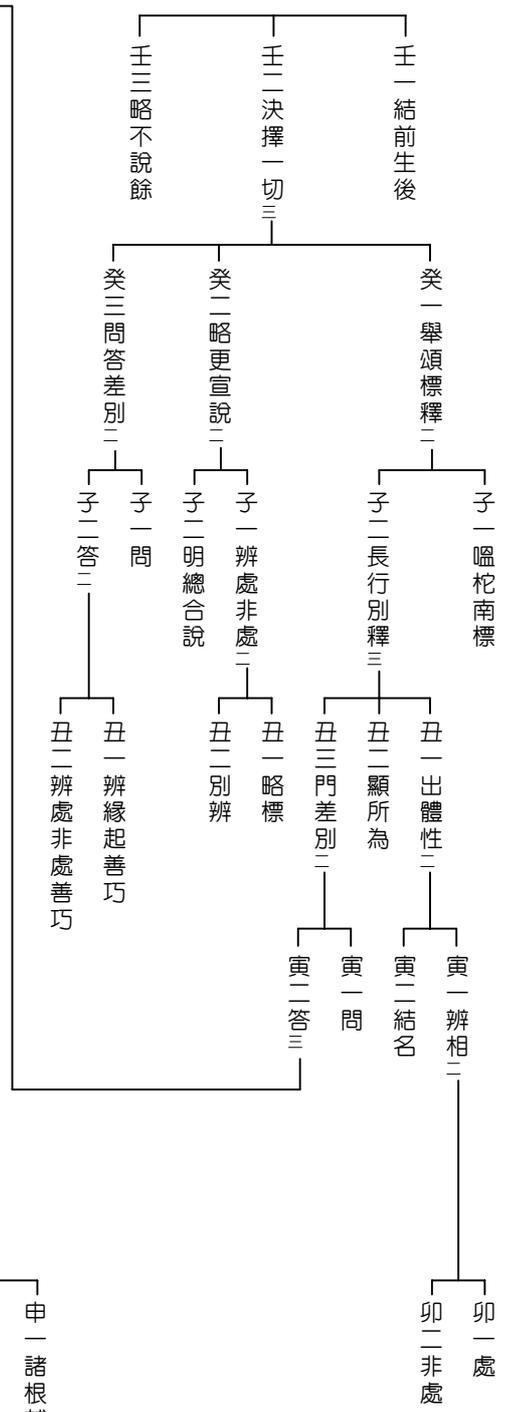 壬一結前生後
壬二決擇一切三
壬三略不說餘
癸一舉頌標釋二
癸二略更宣說二
癸三問答差別二
子一嗢柁南標
子二長行別釋三
子一辨處非處二
子二明總合說
子一問
子二答二
丑一出體性二
丑二顯所為
丑三門差別二
丑一略標
丑二別辨
丑一辨緣起善巧
丑二辨處非處善巧
寅一辨相二
寅二結名
寅一問
寅二答三
卯一處
卯二非處
申一諸根